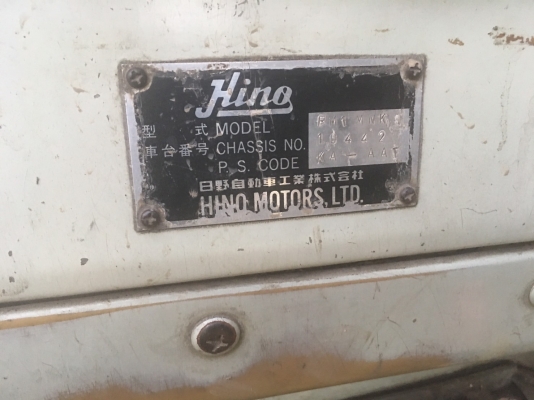 Hino
型式 MODEL
車台番号 CHASSIS NO.
P. S. CODE
日野自動車工業株式会社
HINO MOTORS, LTD.